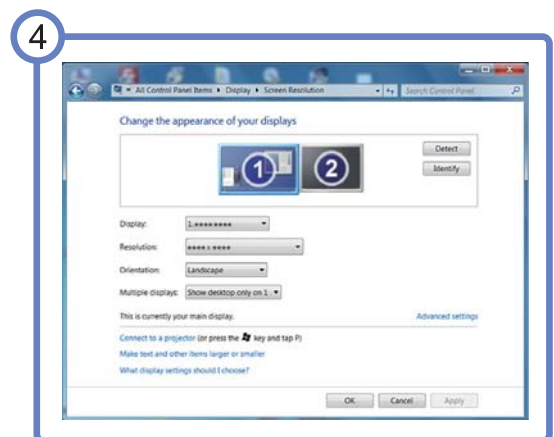 4
All Control Panel Items ▸ Display ▸ Screen Resolution
Search Control Panel
Change the appearance of your displays
1 2
Detect
Identify
Display: 1.******** 
Resolution: **** x ****
Orientation: Landscape
Multiple displays: Show desktop only on 1
This is currently your main display. Advanced settings
Connect to a projector (or press the key and tap P)
Make text and other items larger or smaller
What display settings should I choose?
OK Cancel Apply